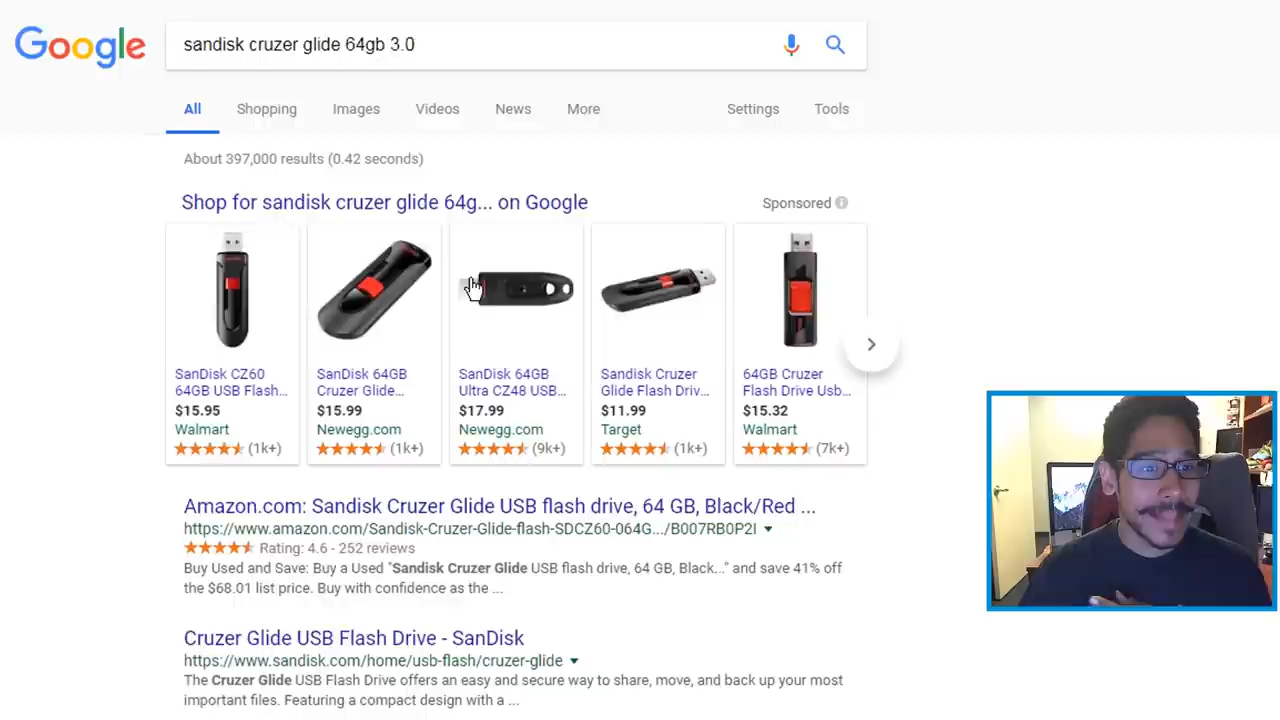 Google
sandisk cruzer glide 64gb 3.0
All Shopping Images Videos News More Settings Tools
About 397,000 results (0.42 seconds)
Shop for sandisk cruzer glide 64g... on Google Sponsored
SanDisk CZ60
64GB USB Flash...
$15.95
Walmart
(1k+)
SanDisk 64GB
Cruzer Glide...
$15.99
Newegg.com
(1k+)
SanDisk 64GB
Ultra CZ48 USB...
$17.99
Newegg.com
(9k+)
SanDisk Cruzer
Glide Flash Driv...
$11.99
Target
(1k+)
64GB Cruzer
Flash Drive Usb...
$15.32
Walmart
(7k+)
Amazon.com: Sandisk Cruzer Glide USB flash drive, 64 GB, Black/Red ...
https://www.amazon.com/Sandisk-Cruzer-Glide-flash-SDCZ60-064G.../B007RB0P2I
Rating: 4.6 - 252 reviews
Buy Used and Save: Buy a Used "Sandisk Cruzer Glide USB flash drive, 64 GB, Black..." and save 41% off
the $68.01 list price. Buy with confidence as the ...
Cruzer Glide USB Flash Drive - SanDisk
https://www.sandisk.com/home/usb-flash/cruzer-glide
The Cruzer Glide USB Flash Drive offers an easy and secure way to share, move, and back up your most
important files. Featuring a compact design with a ...